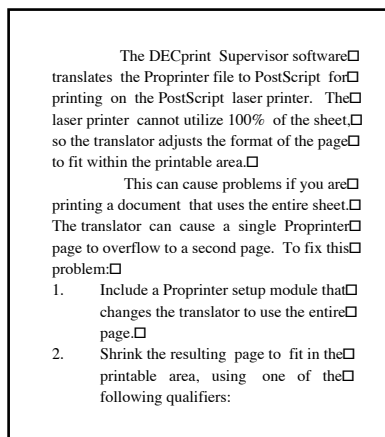 The DECprint Supervisor software□
translates the Proprinter file to PostScript for□
printing on the PostScript laser printer. The□
laser printer cannot utilize 100% of the sheet,□
so the translator adjusts the format of the page□
to fit within the printable area.□
This can cause problems if you are□
printing a document that uses the entire sheet.□
The translator can cause a single Proprinter□
page to overflow to a second page. To fix this□
problem:□
1. Include a Proprinter setup module that□
changes the translator to use the entire□
page.□
2. Shrink the resulting page to fit in the□
printable area, using one of the□
following qualifiers: